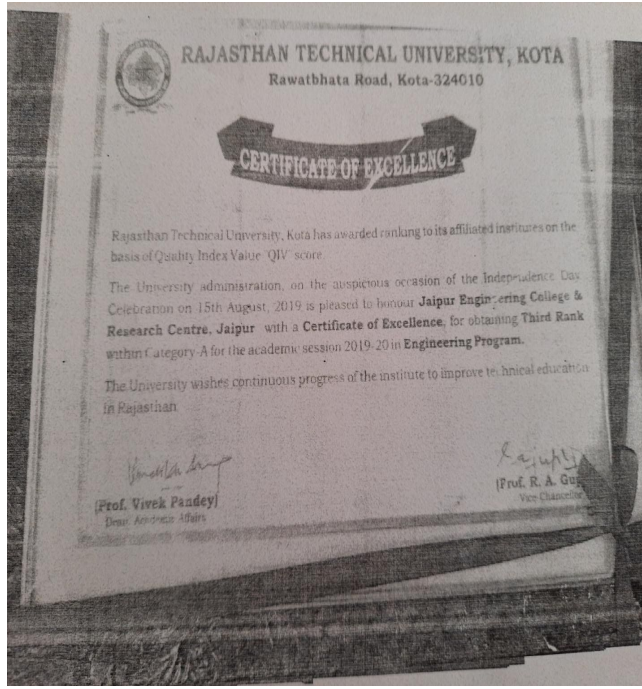 RAJASTHAN TECHNICAL UNIVERSITY, KOTA
Rawatbhata Road, Kota-324010
CERTIFICATE OF EXCELLENCE
Rajasthan Technical University, Kota has awarded ranking to its affiliated institutes on the
basis of Quality Index Value 'QIV' score
The University administration, on the auspicious occasion of the Independence Day
Celebration on 15th August, 2019 is pleased to honour Jaipur Engineering College &
Research Centre, Jaipur with a Certificate of Excellence, for obtaining Third Rank
within Category-A for the academic session 2019-20 in Engineering Program.
The University wishes continuous progress of the institute to improve technical education
in Rajasthan
[Prof. Vivek Pandey]
Dean, Academic Affairs
[Prof. R. A. Gup
Vice-Chancellor